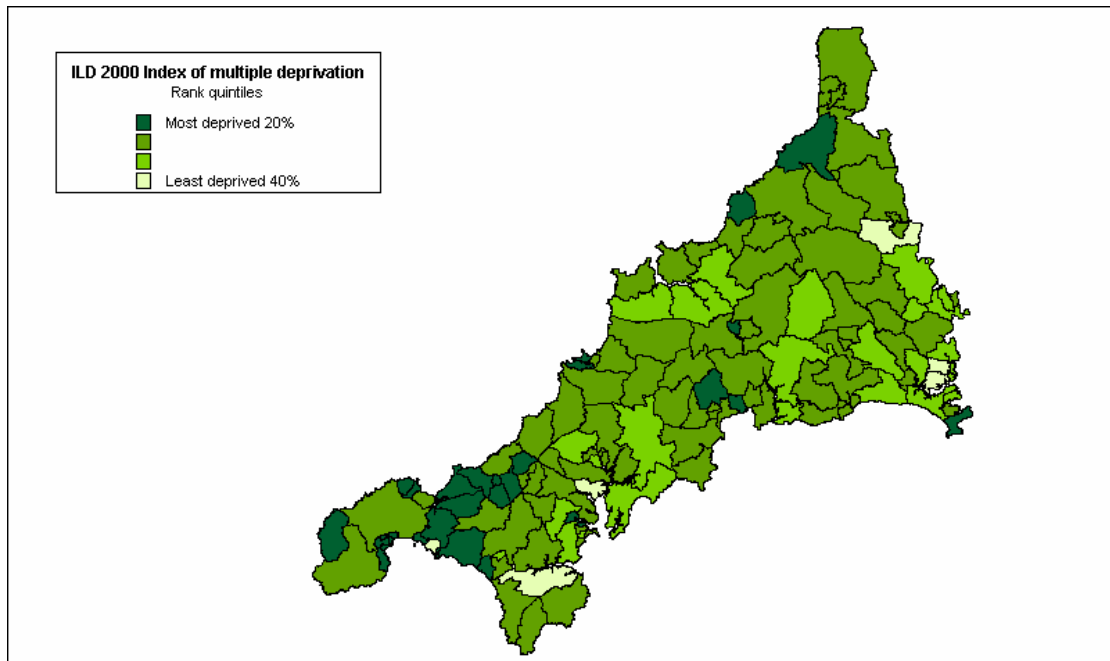 ILD 2000 Index of multiple deprivation
Rank quintiles
Most deprived 20%
Least deprived 40%